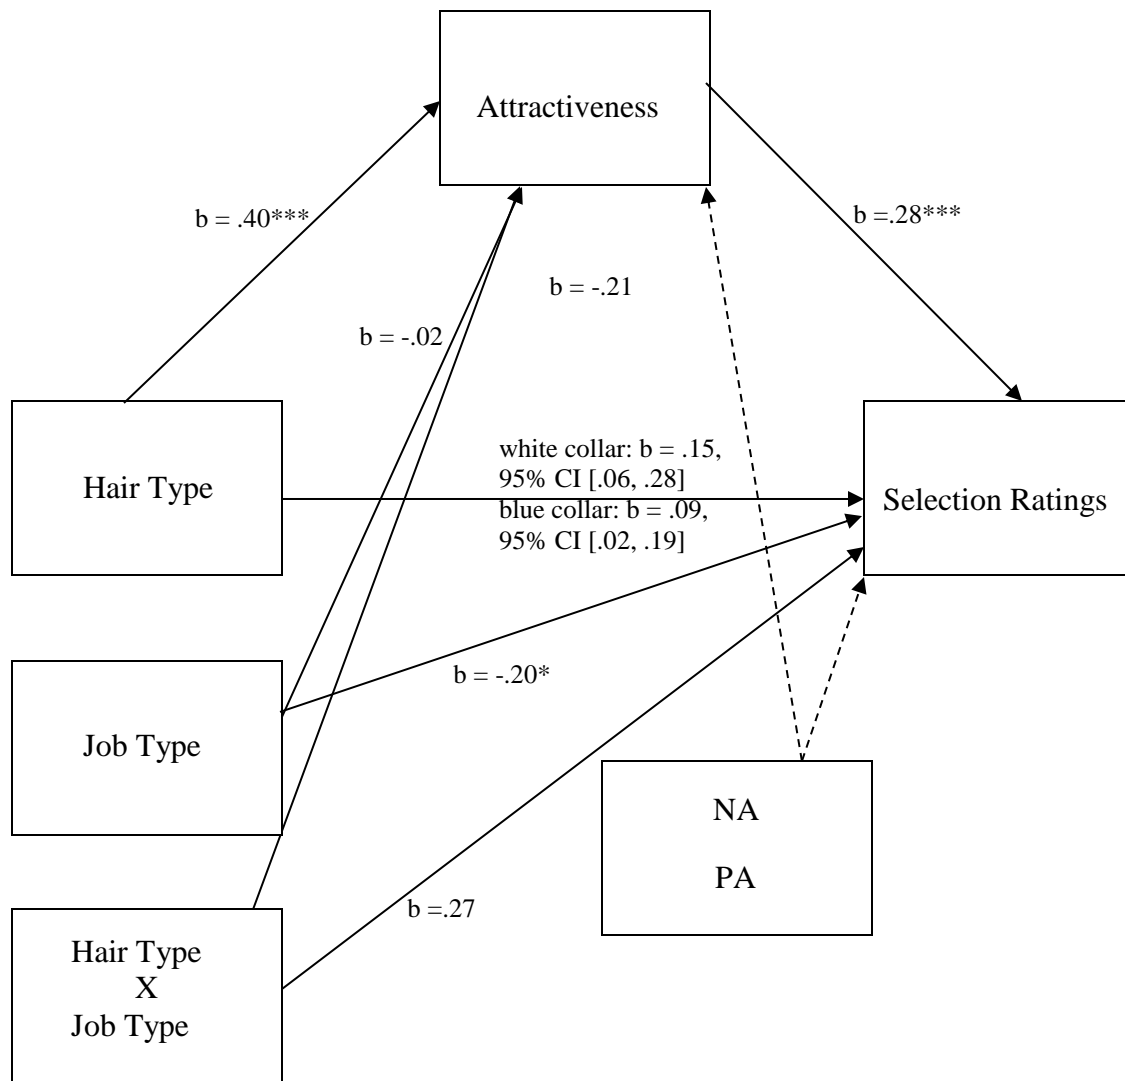 Attractiveness
b = .40***
b =.28***
b = -.21
b = -.02
white collar: b = .15,
95% CI [.06, .28]
blue collar: b = .09,
95% CI [.02, .19]
Hair Type
Selection Ratings
b = -.20*
Job Type
NA
PA
b =.27
Hair Type
X
Job Type